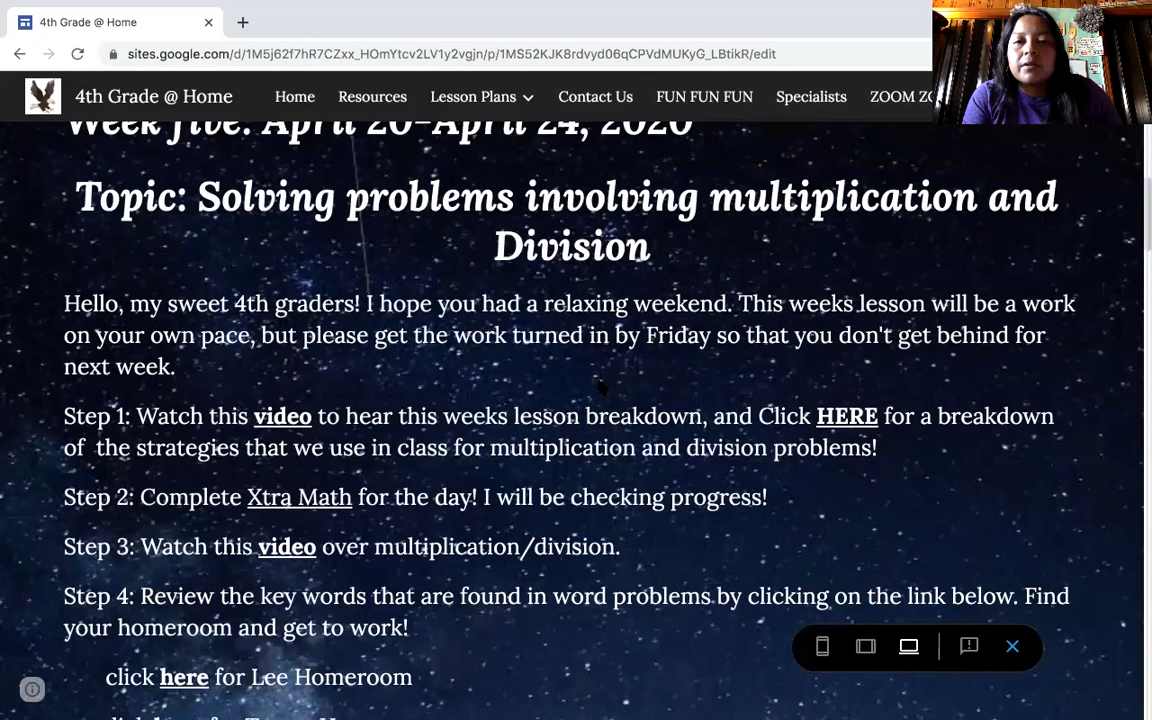 4th Grade @ Home
sites.google.com/d/1M5j62f7hR7CZxx_HOmYtcv2LV1y2vgjn/p/1MS52KJK8rdvyd06qCPVdMUKyG_LBtikR/edit
4th Grade @ Home Home Resources Lesson Plans Contact Us FUN FUN FUN Specialists ZOOM
Week five: April 20-April 24, 2020
Topic: Solving problems involving multiplication and
Division
Hello, my sweet 4th graders! I hope you had a relaxing weekend. This weeks lesson will be a work
on your own pace, but please get the work turned in by Friday so that you don't get behind for
next week.
Step 1: Watch this video to hear this weeks lesson breakdown, and Click HERE for a breakdown
of the strategies that we use in class for multiplication and division problems!
Step 2: Complete Xtra Math for the day! I will be checking progress!
Step 3: Watch this video over multiplication/division.
Step 4: Review the key words that are found in word problems by clicking on the link below. Find
your homeroom and get to work!
click here for Lee Homeroom